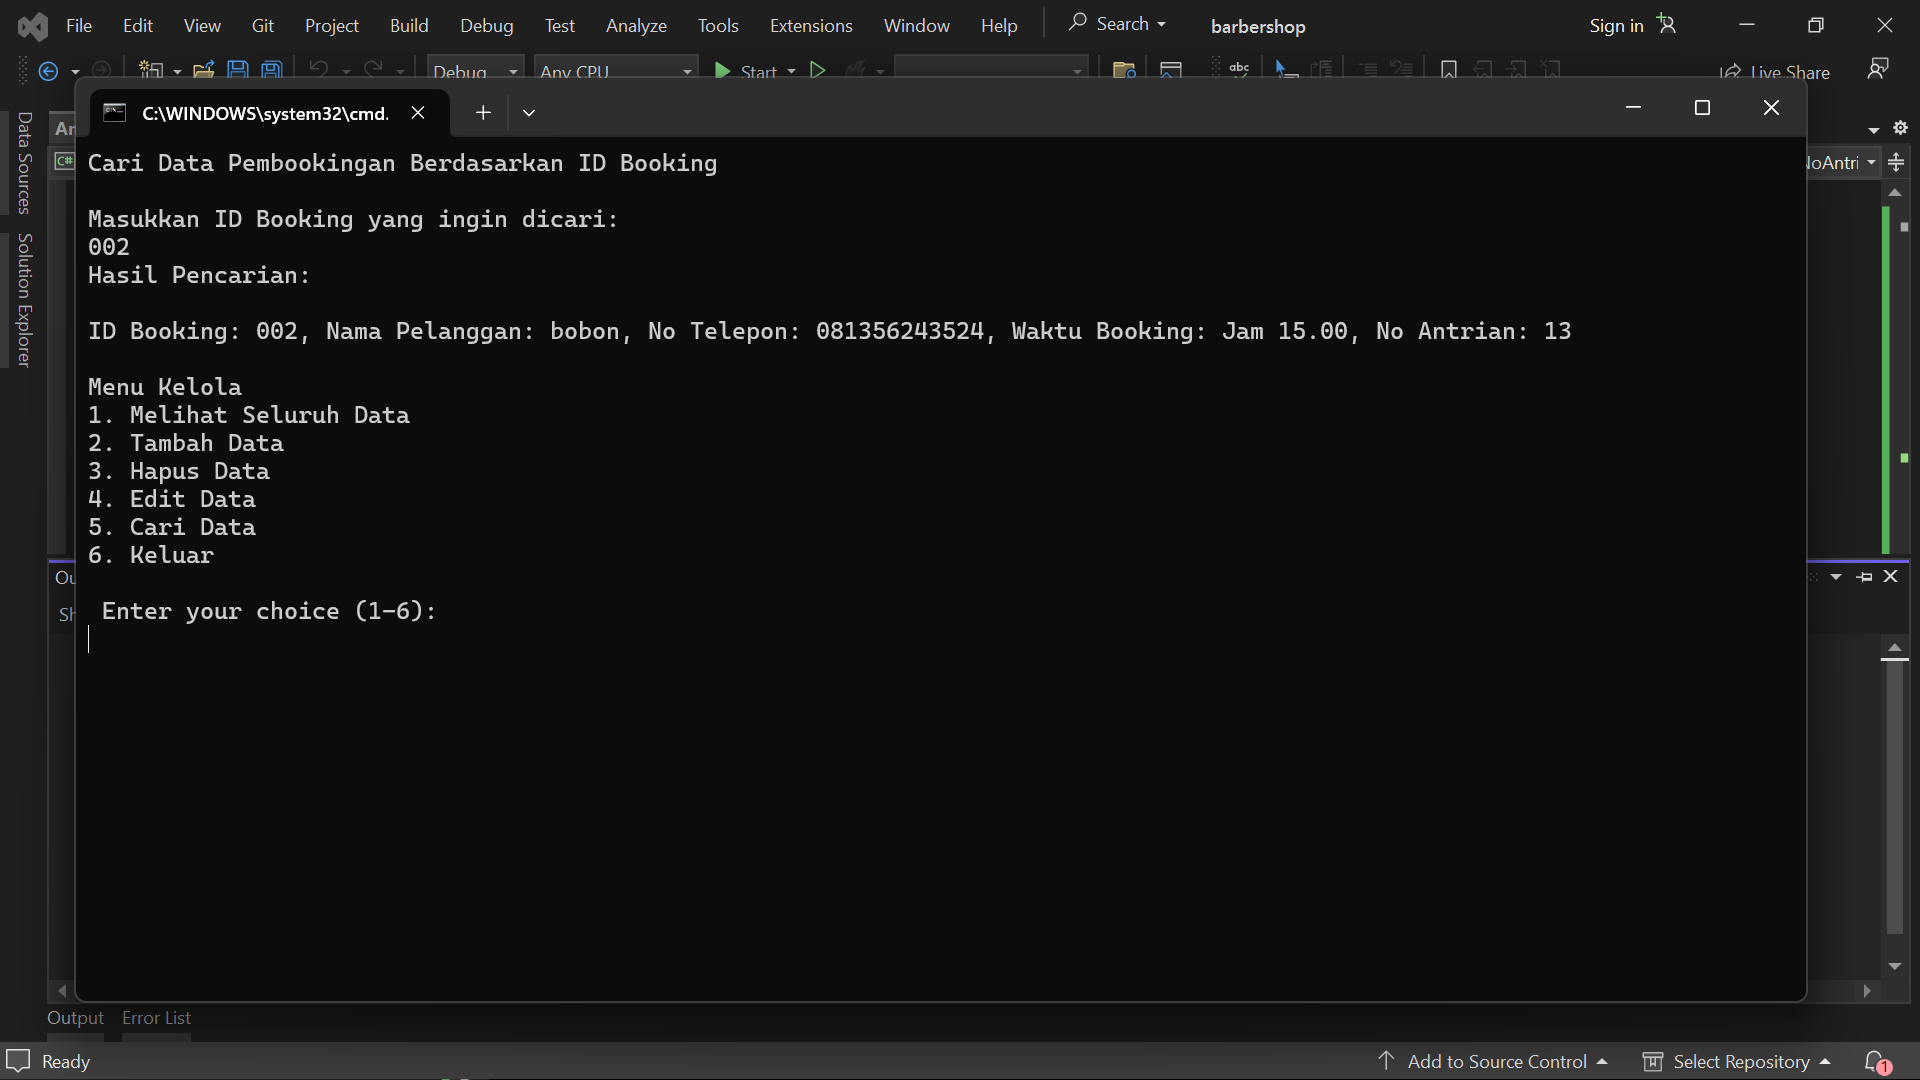 File Edit View Git Project Build Debug Test Analyze Tools Extensions Window Help Search barbershop Sign in
Debug Any CPU Start Live Share
C:\WINDOWS\system32\cmd.
Data Sources
Solution Explorer
Cari Data Pembookingan Berdasarkan ID Booking
Masukkan ID Booking yang ingin dicari:
002
Hasil Pencarian:
ID Booking: 002, Nama Pelanggan: bobon, No Telepon: 081356243524, Waktu Booking: Jam 15.00, No Antrian: 13
Menu Kelola
1. Melihat Seluruh Data
2. Tambah Data
3. Hapus Data
4. Edit Data
5. Cari Data
6. Keluar
Enter your choice (1-6):
Output Error List
Ready Add to Source Control Select Repository 1